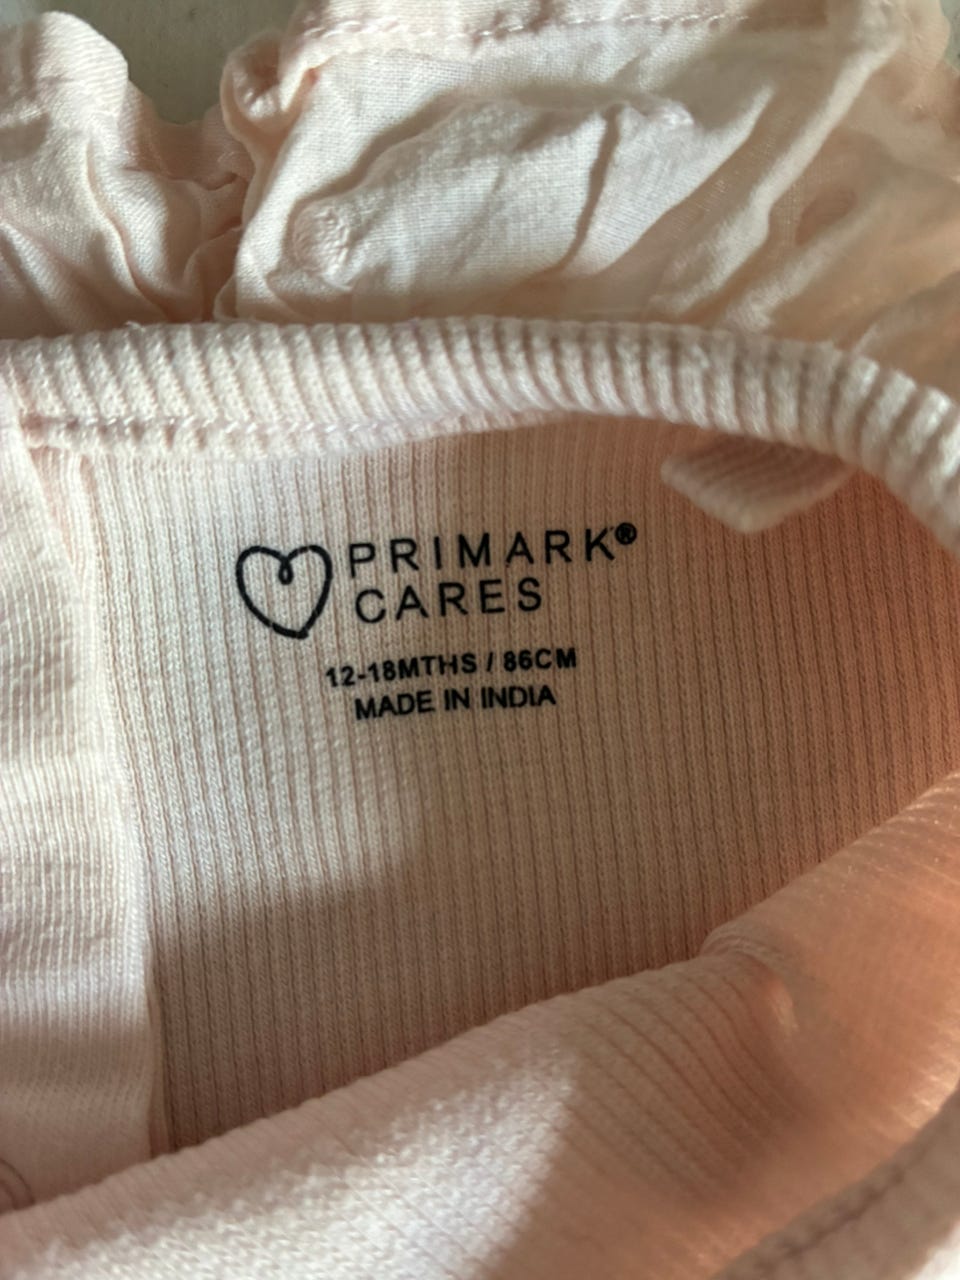 PRIMARK®
CARES
12-18MTHS / 86CM
MADE IN INDIA